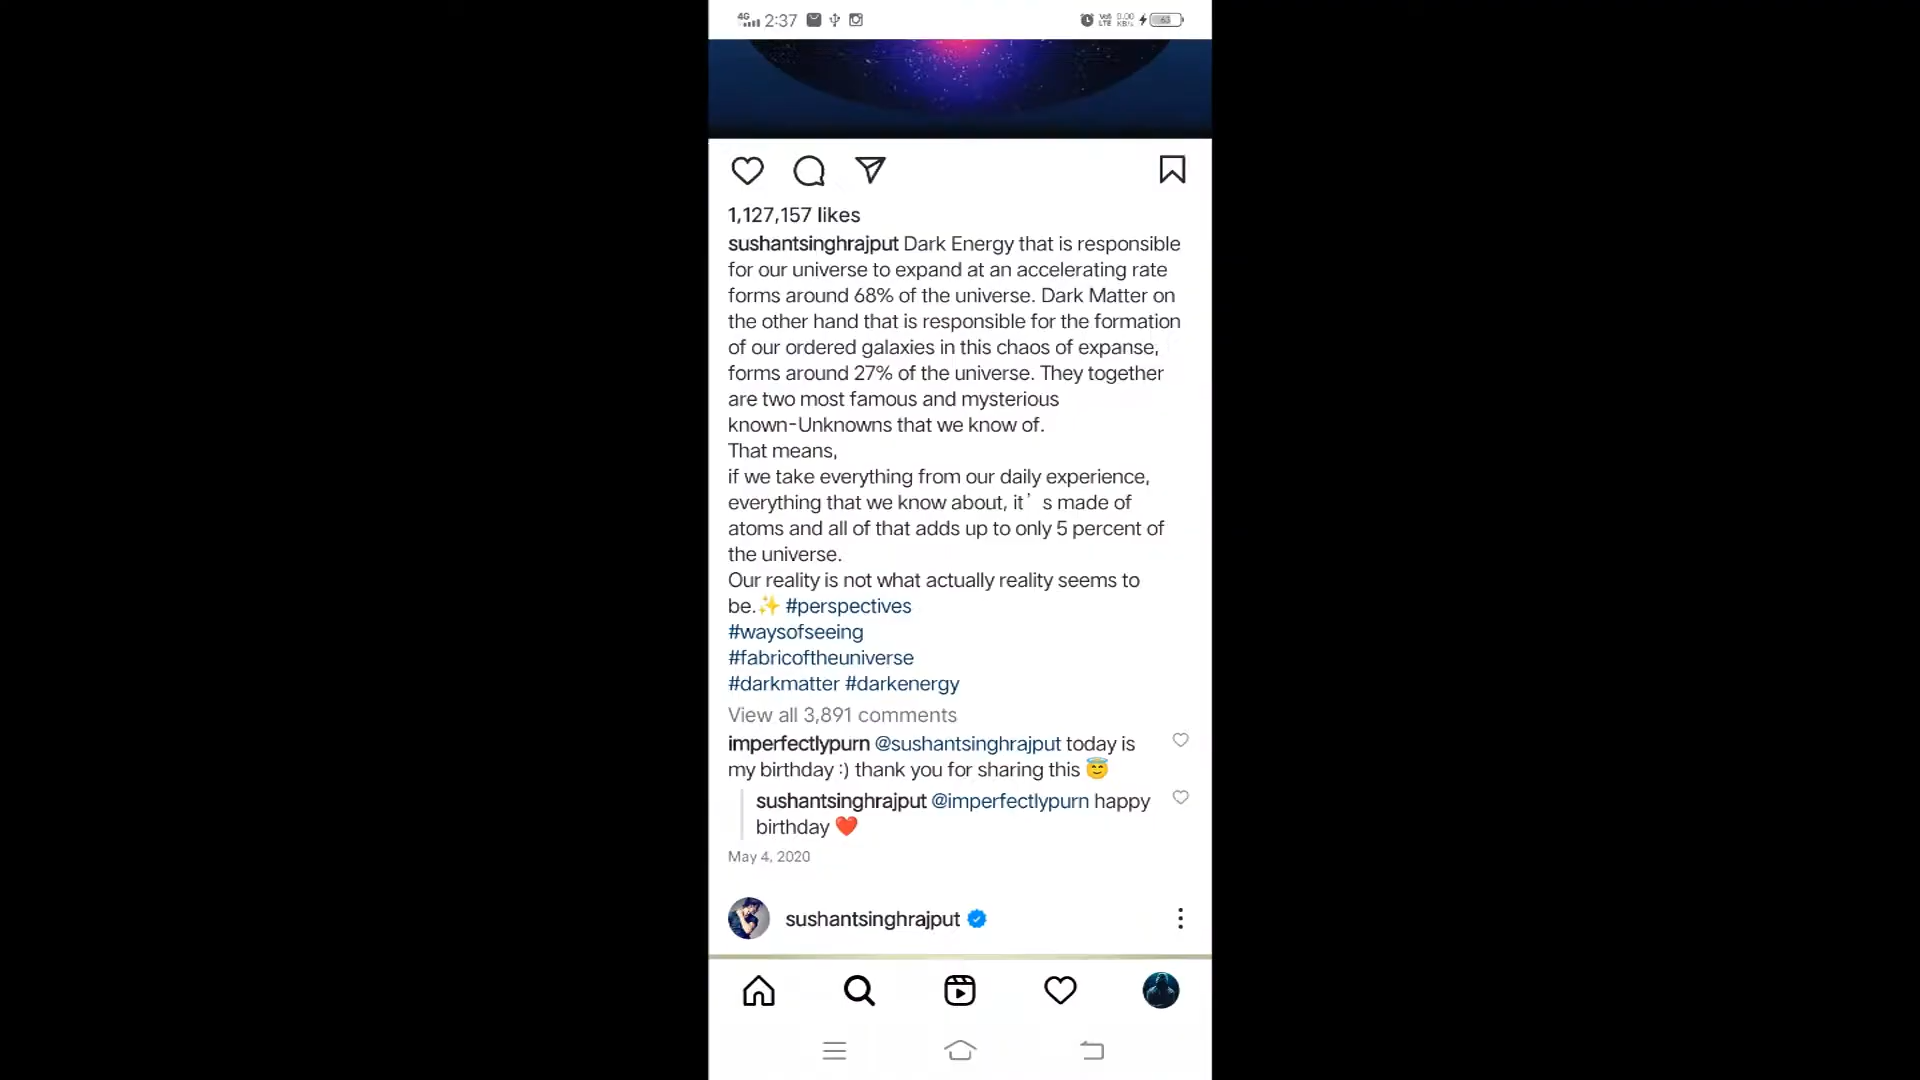 4G 2:37 VoB LTE 0.00 KB/s 63
1,127,157 likes
sushantsinghrajput Dark Energy that is responsible
for our universe to expand at an accelerating rate
forms around 68% of the universe. Dark Matter on
the other hand that is responsible for the formation
of our ordered galaxies in this chaos of expanse,
forms around 27% of the universe. They together
are two most famous and mysterious
known-Unknowns that we know of.
That means,
if we take everything from our daily experience,
everything that we know about, it’s made of
atoms and all of that adds up to only 5 percent of
the universe.
Our reality is not what actually reality seems to
be.✨ #perspectives
#waysofseeing
#fabricoftheuniverse
#darkmatter #darkenergy
View all 3,891 comments
imperfectlypurn @sushantsinghrajput today is
my birthday :) thank you for sharing this 😇
sushantsinghrajput @imperfectlypurn happy
birthday ❤️
May 4, 2020
sushantsinghrajput